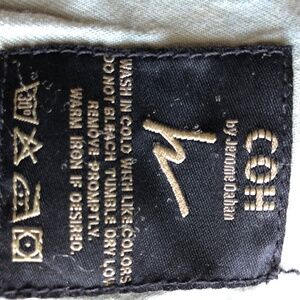 COH
by Jerome Dahan
h
WASH IN COLD WITH LIKE COLORS
DO NOT BLEACH TUMBLE DRY LOW
REMOVE PROMPTLY.
WARM IRON IF DESIRED.